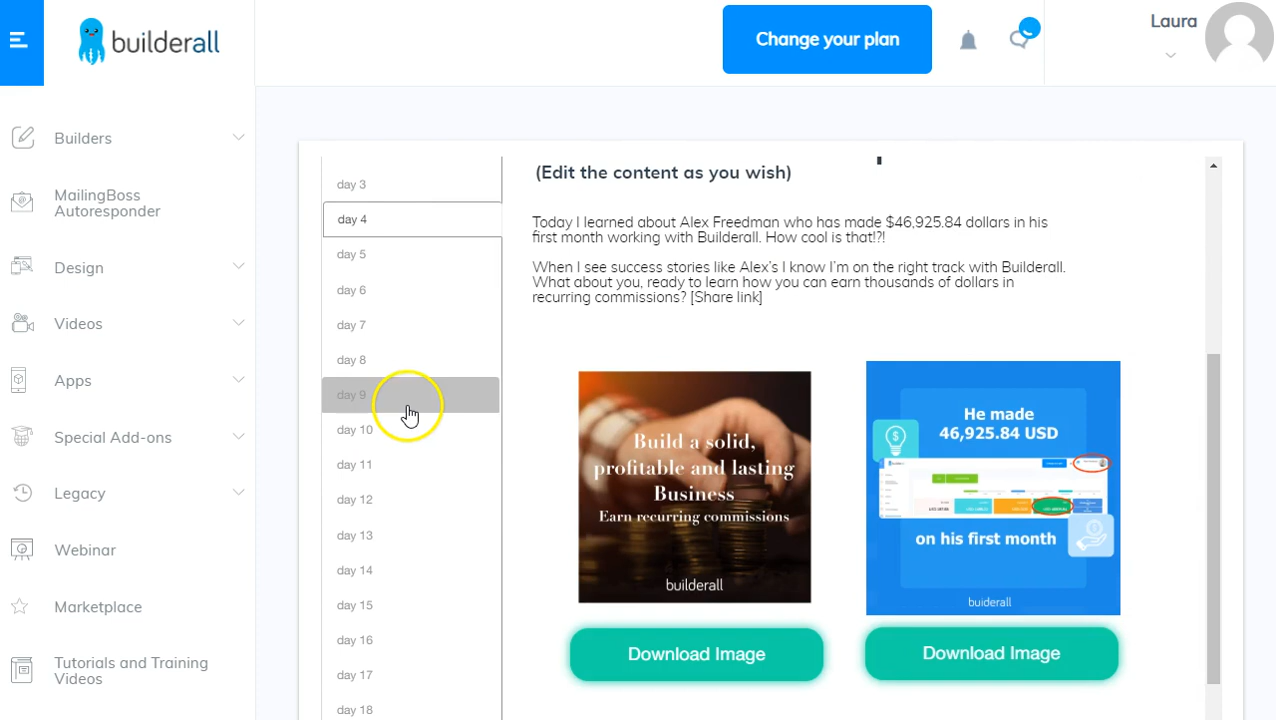 builderall
Change your plan
Laura
Builders
MailingBoss
Autoresponder
Design
Videos
Apps
Special Add-ons
Legacy
Webinar
Marketplace
Tutorials and Training
Videos
day 3
day 4
day 5
day 6
day 7
day 8
day 9
day 10
day 11
day 12
day 13
day 14
day 15
day 16
day 17
day 18
(Edit the content as you wish)
Today I learned about Alex Freedman who has made $46,925.84 dollars in his
first month working with Builderall. How cool is that!?!
When I see success stories like Alex's I know I'm on the right track with Builderall.
What about you, ready to learn how you can earn thousands of dollars in
recurring commissions? [Share link]
Build a solid,
profitable and lasting
Business
Earn recurring commissions
builderall
Download Image
He made
46,925.84 USD
on his first month
buiderall
Download Image